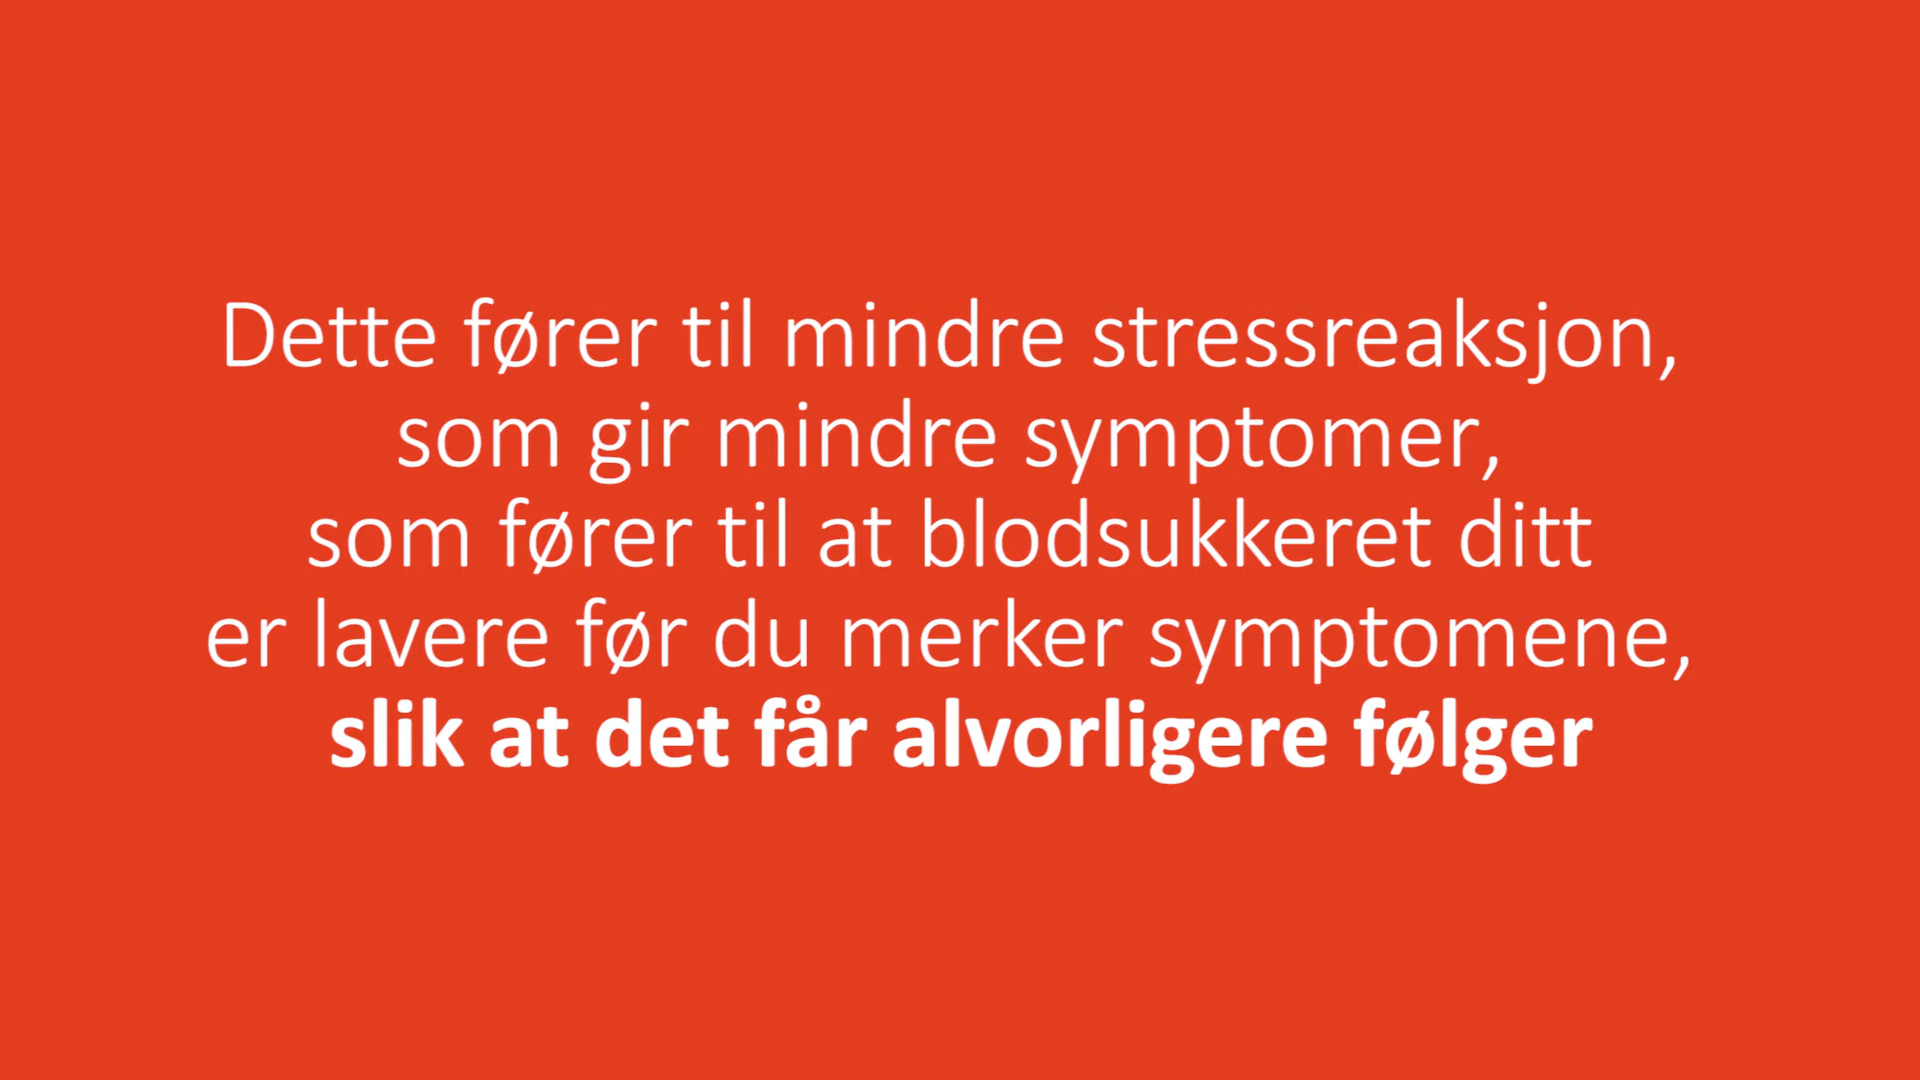 Dette fører til mindre stressreaksjon,
som gir mindre symptomer,
som fører til at blodsukkeret ditt
er lavere før du merker symptomene,
slik at det får alvorligere følger